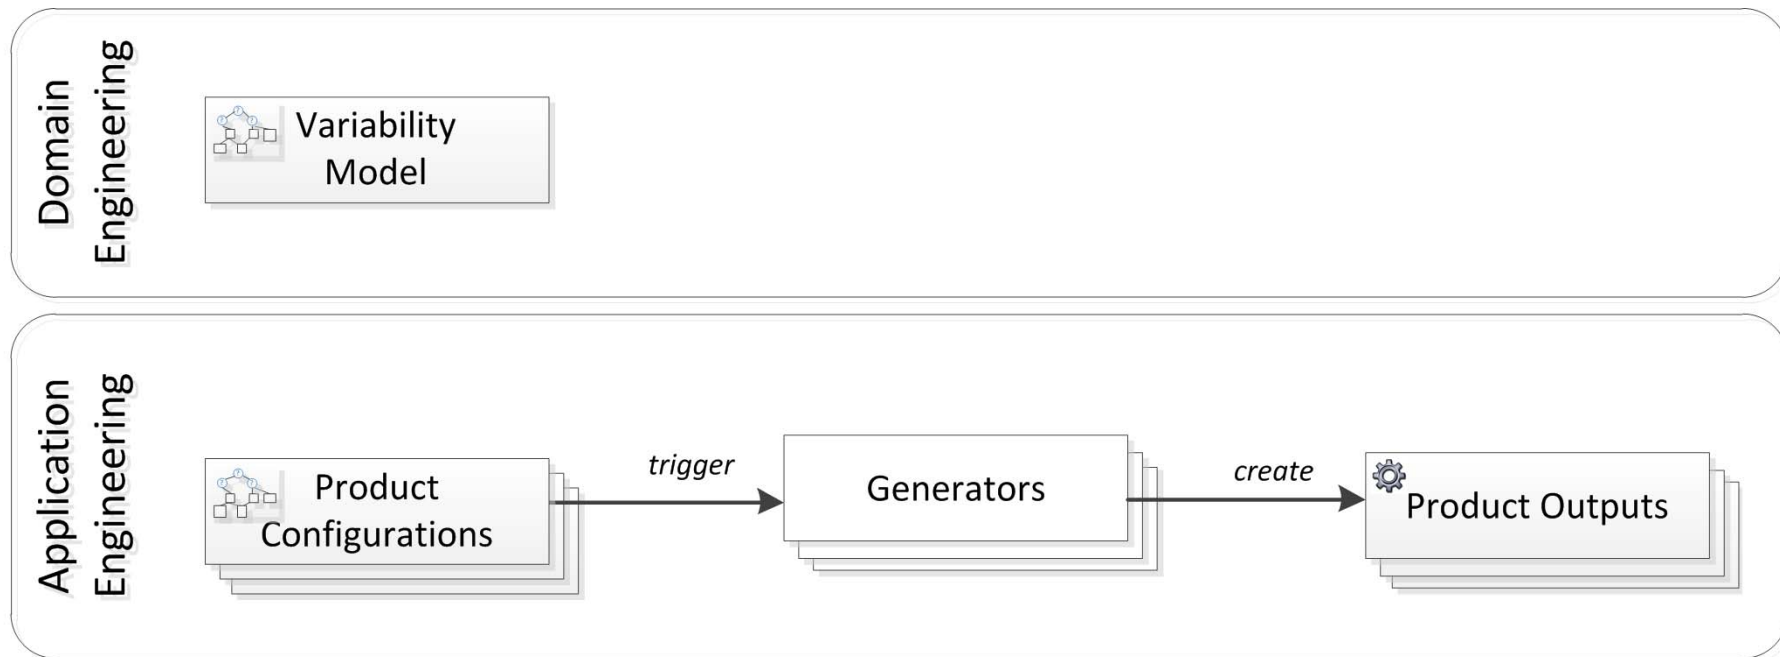 Domain
Engineering
Variability
Model
Application
Engineering
Product
Configurations
trigger
Generators
create
Product Outputs